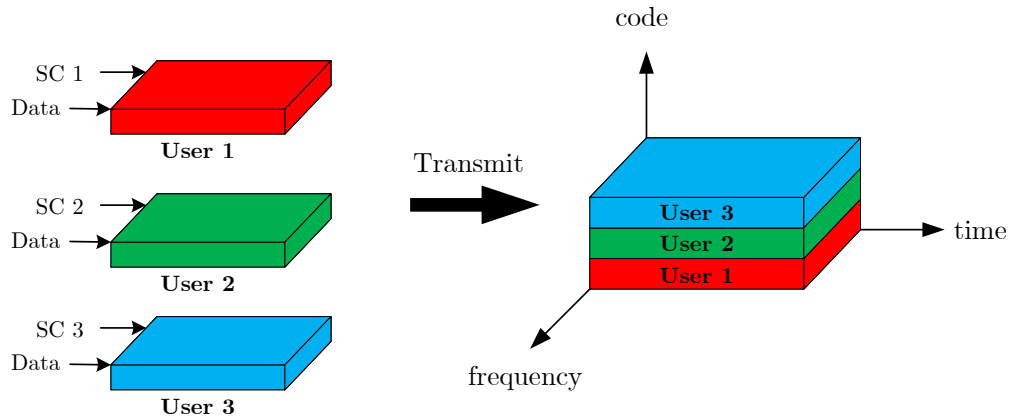 SC 1
Data
User 1
SC 2
Data
User 2
SC 3
Data
User 3
Transmit
code
User 3
User 2
User 1
time
frequency